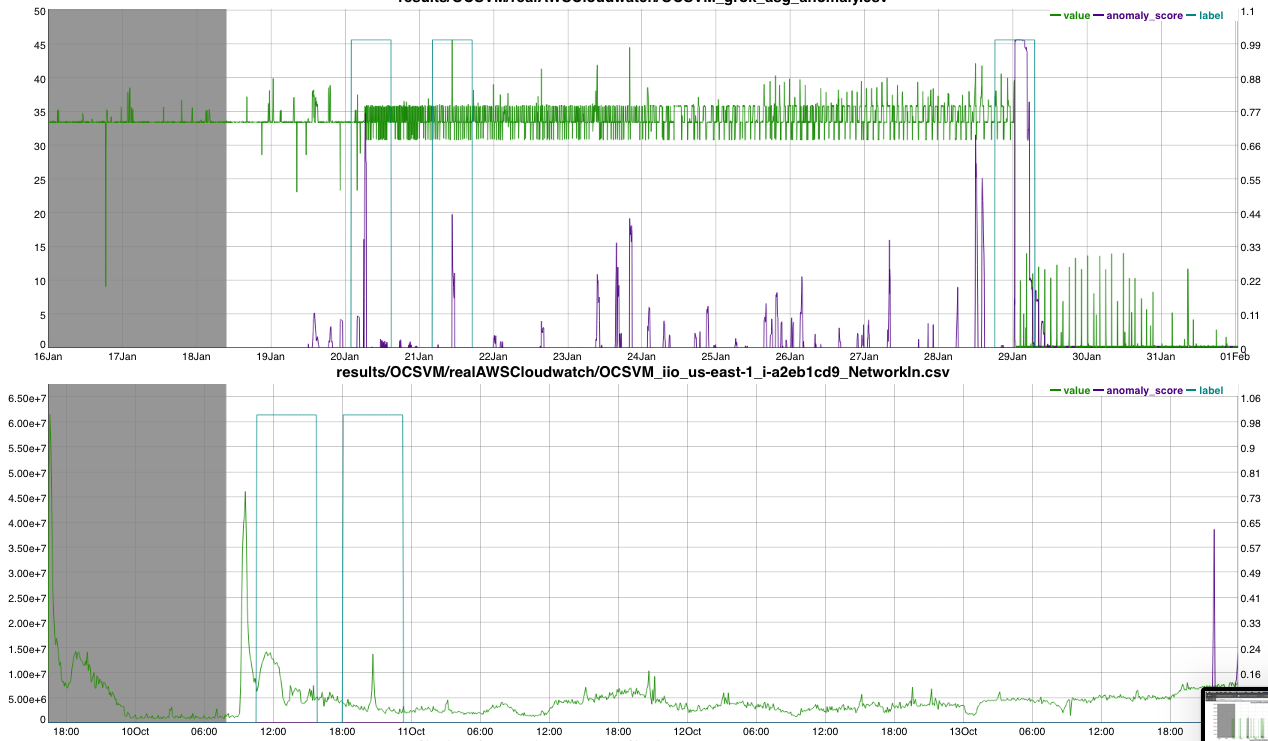 results/OCSVM/realAWSCloudwatch/OCSVM_grok_asg_anomaly.csv
value anomaly_score label
50 1.1
45 0.99
40 0.88
35 0.77
30 0.66
25 0.55
20 0.44
15 0.33
10 0.22
5 0.11
0 0
16Jan 17Jan 18Jan 19Jan 20Jan 21Jan 22Jan 23Jan 24Jan 25Jan 26Jan 27Jan 28Jan 29Jan 30Jan 31Jan 01Feb
results/OCSVM/realAWSCloudwatch/OCSVM_iio_us-east-1_i-a2eb1cd9_NetworkIn.csv
value anomaly_score label
6.50e+7 1.06
6.00e+7 0.98
5.50e+7 0.9
5.00e+7 0.81
4.50e+7 0.73
4.00e+7 0.65
3.50e+7 0.57
3.00e+7 0.49
2.50e+7 0.41
2.00e+7 0.33
1.50e+7 0.24
1.00e+7 0.16
5.00e+6
0
18:00 10Oct 06:00 12:00 18:00 11Oct 06:00 12:00 18:00 12Oct 06:00 12:00 18:00 13Oct 06:00 12:00 18:00